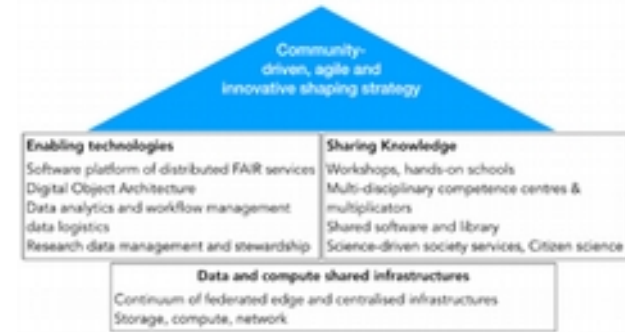 Community-
driven, agile and
innovative shaping strategy
Enabling technologies
Software platform of distributed FAIR services
Digital Object Architecture
Data analytics and workflow management
data logistics
Research data management and stewardship
Sharing Knowledge
Workshops, hands-on schools
Multi-disciplinary competence centres &
multiplicators
Shared software and library
Science-driven society services, Citizen science
Data and compute shared infrastructures
Continuum of federated edge and centralised infrastructures
Storage, compute, network